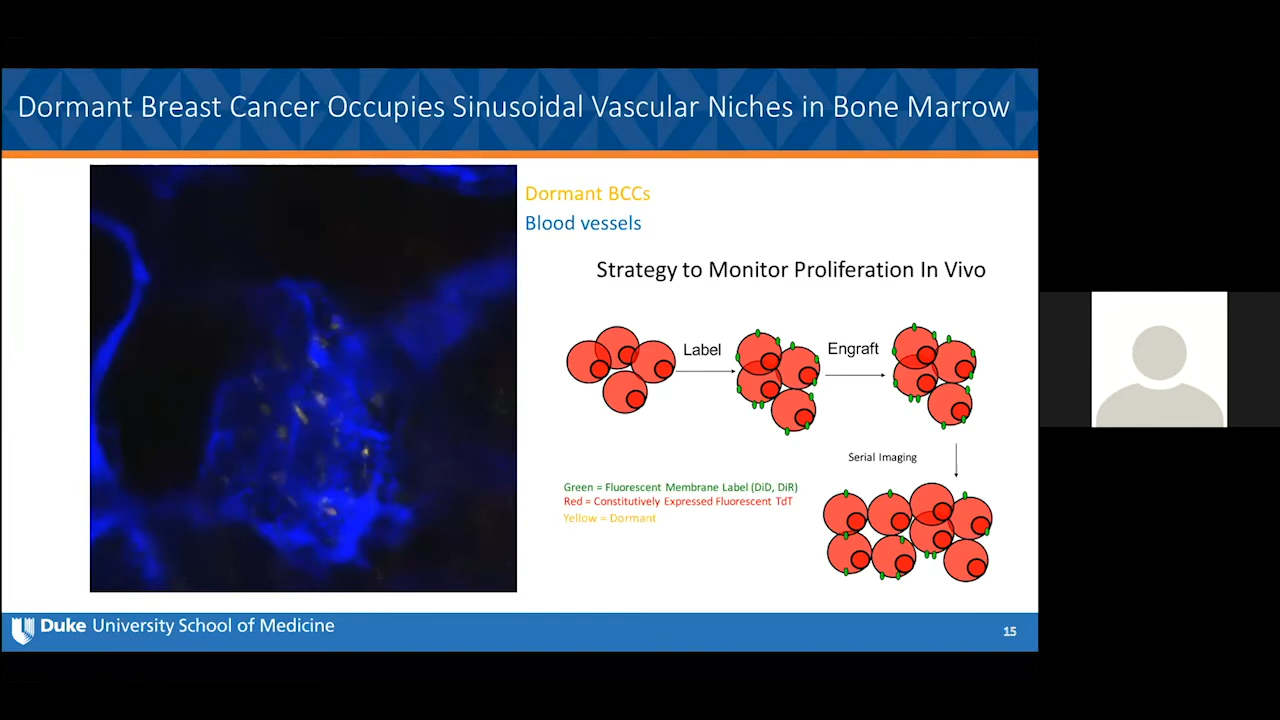 Dormant Breast Cancer Occupies Sinusoidal Vascular Niches in Bone Marrow
Dormant BCCs
Blood vessels
Strategy to Monitor Proliferation In Vivo
Label
Engraft
Serial Imaging
Green = Fluorescent Membrane Label (DiD, DiR)
Red = Constitutively Expressed Fluorescent TdT
Yellow = Dormant
Duke University School of Medicine
15